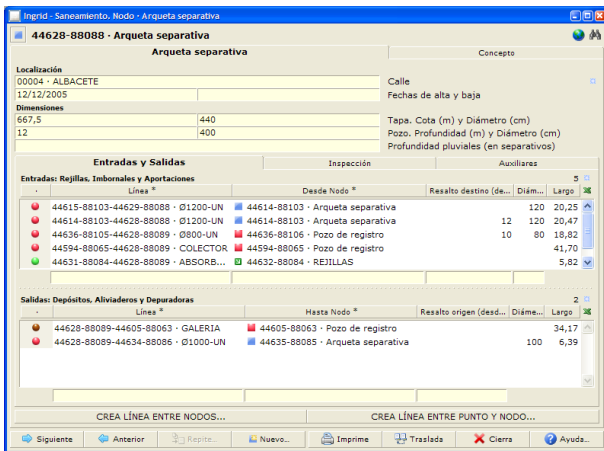 Ingrid - Saneamiento, Nodo · Arqueta separativa
44628-88088 · Arqueta separativa
Arqueta separativa Concepto
Localización
00004 · ALBACETE Calle
12/12/2005 Fechas de alta y baja
Dimensiones
667,5 440 Tapa. Cota (m) y Diámetro (cm)
12 400 Pozo. Profundidad (m) y Diámetro (cm)
Profundidad pluviales (en separativos)
Entradas y Salidas Inspección Auxiliares
Entradas: Rejillas, Imbornales y Aportaciones 5
· Línea * Desde Nodo * Resalto destino (de... Diám... Largo
44615-88103-44629-88088 · Ø1200-UN 44614-88103 · Arqueta separativa 120 20,25
44614-88103-44628-88088 · Ø1200-UN 44614-88103 · Arqueta separativa 12 120 20,47
44636-88105-44628-88089 · Ø800-UN 44636-88106 · Pozo de registro 10 80 18,82
44594-88065-44628-88089 · COLECTOR 44594-88065 · Pozo de registro 41,70
44631-88084-44628-88089 · ABSORB... 44632-88084 · REJILLAS 5,82
Salidas: Depósitos, Aliviaderos y Depuradoras 2
· Línea * Hasta Nodo * Resalto origen (desd... Diáme... Largo
44628-88089-44605-88063 · GALERIA 44605-88063 · Pozo de registro 34,17
44628-88089-44634-88086 · Ø1000-UN 44635-88085 · Arqueta separativa 100 6,39
CREA LÍNEA ENTRE NODOS... CREA LÍNEA ENTRE PUNTO Y NODO...
Siguiente Anterior Repite... Nuevo... Imprime Traslada Cierra Ayuda...